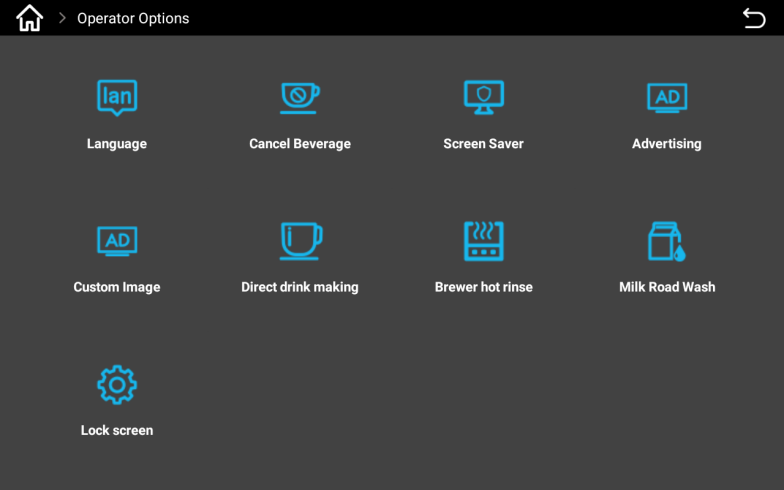 Operator Options
lan
AD
Language
Cancel Beverage
Screen Saver
Advertising
AD
i
Custom Image
Direct drink making
Brewer hot rinse
Milk Road Wash
Lock screen